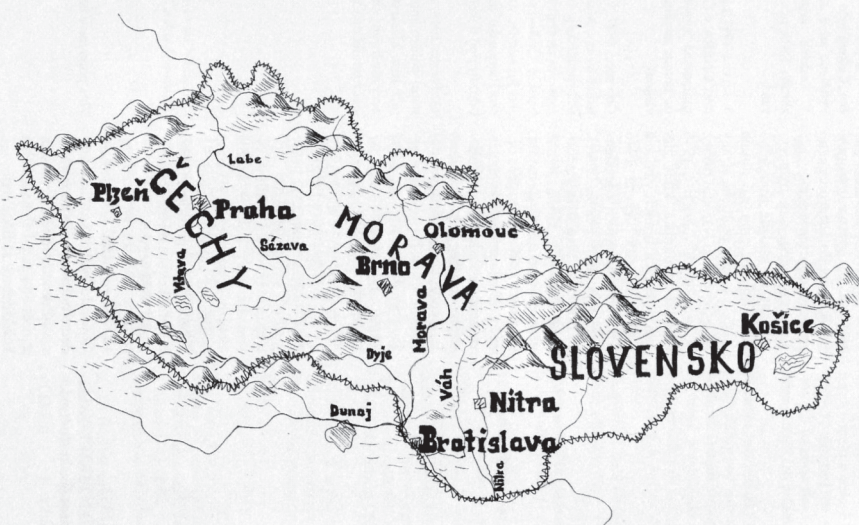 Labe
Plzeň
ČECHY
Praha
MORAVA
Olomouc
Sázava
Vltava
Brno
Morava
Košice
SLOVENSKO
Dyje
Váh
Dunaj
Nitra
Bratislava
Nitra